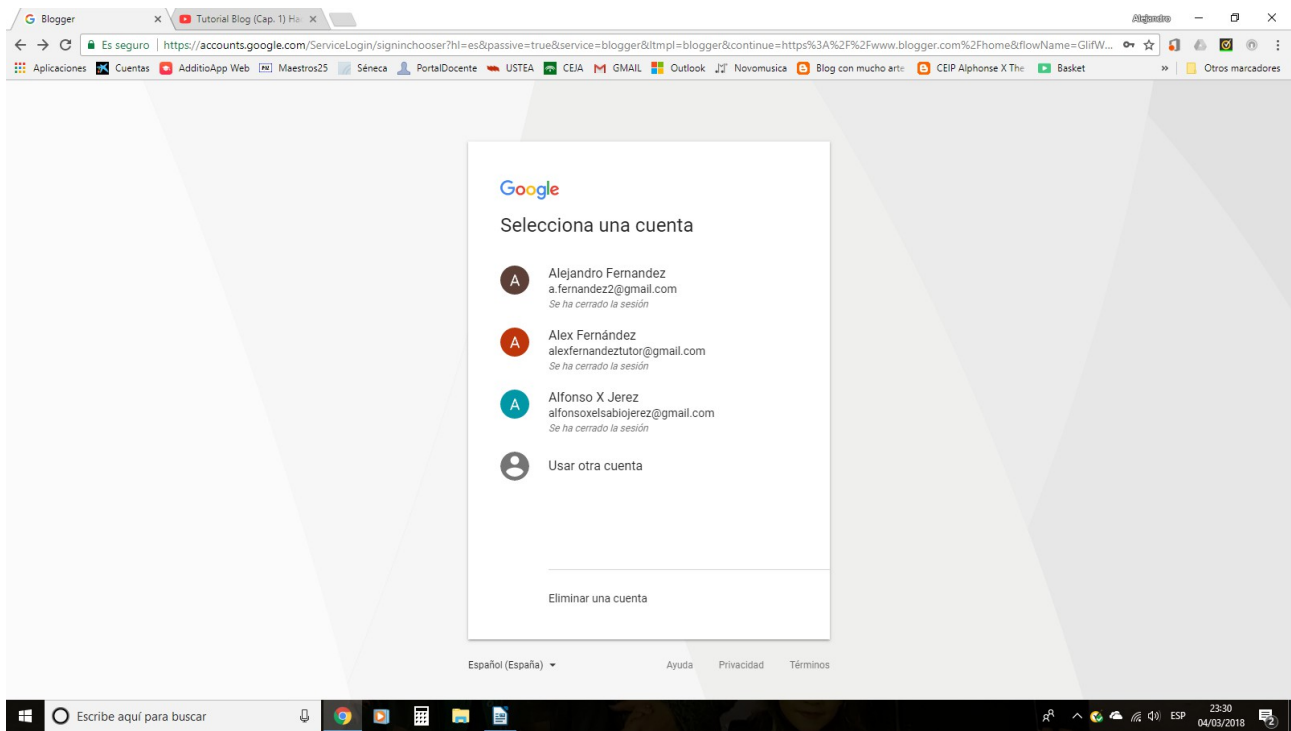 Blogger
Tutorial Blog (Cap. 1) Ha
Alejandro
Es seguro
https://accounts.google.com/ServiceLogin/signinchooser?hl=es&passive=true&service=blogger&ltmpl=blogger&continue=https%3A%2F%2Fwww.blogger.com%2Fhome&flowName=GlifW...
Aplicaciones Cuentas AdditioApp Web Maestros25 Séneca PortalDocente USTEA CEJA GMAIL Outlook Novomusica Blog con mucho arte CEIP Alphonse X The Basket » Otros marcadores
Google
Selecciona una cuenta
A
Alejandro Fernandez
a.fernandez2@gmail.com
Se ha cerrado la sesión
A
Alex Fernández
alexfernandeztutor@gmail.com
Se ha cerrado la sesión
A
Alfonso X Jerez
alfonsoxelsabiojerez@gmail.com
Se ha cerrado la sesión
Usar otra cuenta
Eliminar una cuenta
Español (España)
Ayuda Privacidad Términos
Escribe aquí para buscar
ESP
23:30
04/03/2018
2